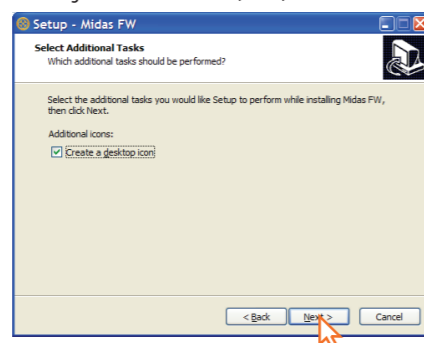 Setup - Midas FW
Select Additional Tasks
Which additional tasks should be performed?
Select the additional tasks you would like Setup to perform while installing Midas FW,
then click Next.
Additional icons:
Create a desktop icon
< Back
Next >
Cancel